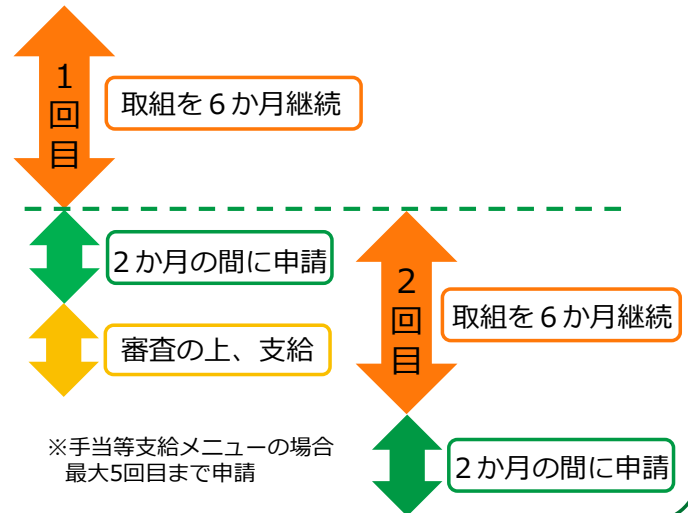 1回目
取組を６か月継続
２か月の間に申請
審査の上、支給
2回目
取組を６か月継続
２か月の間に申請
※手当等支給メニューの場合
最大5回目まで申請